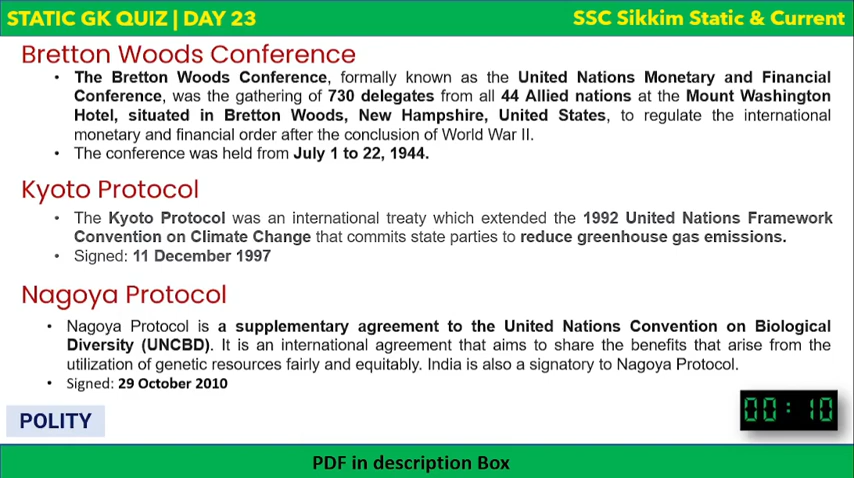 STATIC GK QUIZ | DAY 23
SSC Sikkim Static & Current
Bretton Woods Conference
• The Bretton Woods Conference, formally known as the United Nations Monetary and Financial
Conference, was the gathering of 730 delegates from all 44 Allied nations at the Mount Washington
Hotel, situated in Bretton Woods, New Hampshire, United States, to regulate the international
monetary and financial order after the conclusion of World War II.
• The conference was held from July 1 to 22, 1944.
Kyoto Protocol
• The Kyoto Protocol was an international treaty which extended the 1992 United Nations Framework
Convention on Climate Change that commits state parties to reduce greenhouse gas emissions.
• Signed: 11 December 1997
Nagoya Protocol
• Nagoya Protocol is a supplementary agreement to the United Nations Convention on Biological
Diversity (UNCBD). It is an international agreement that aims to share the benefits that arise from the
utilization of genetic resources fairly and equitably. India is also a signatory to Nagoya Protocol.
• Signed: 29 October 2010
00:10
POLITY
PDF in description Box